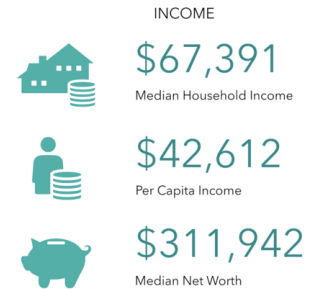 INCOME
$67,391
Median Household Income
$42,612
Per Capita Income
$311,942
Median Net Worth